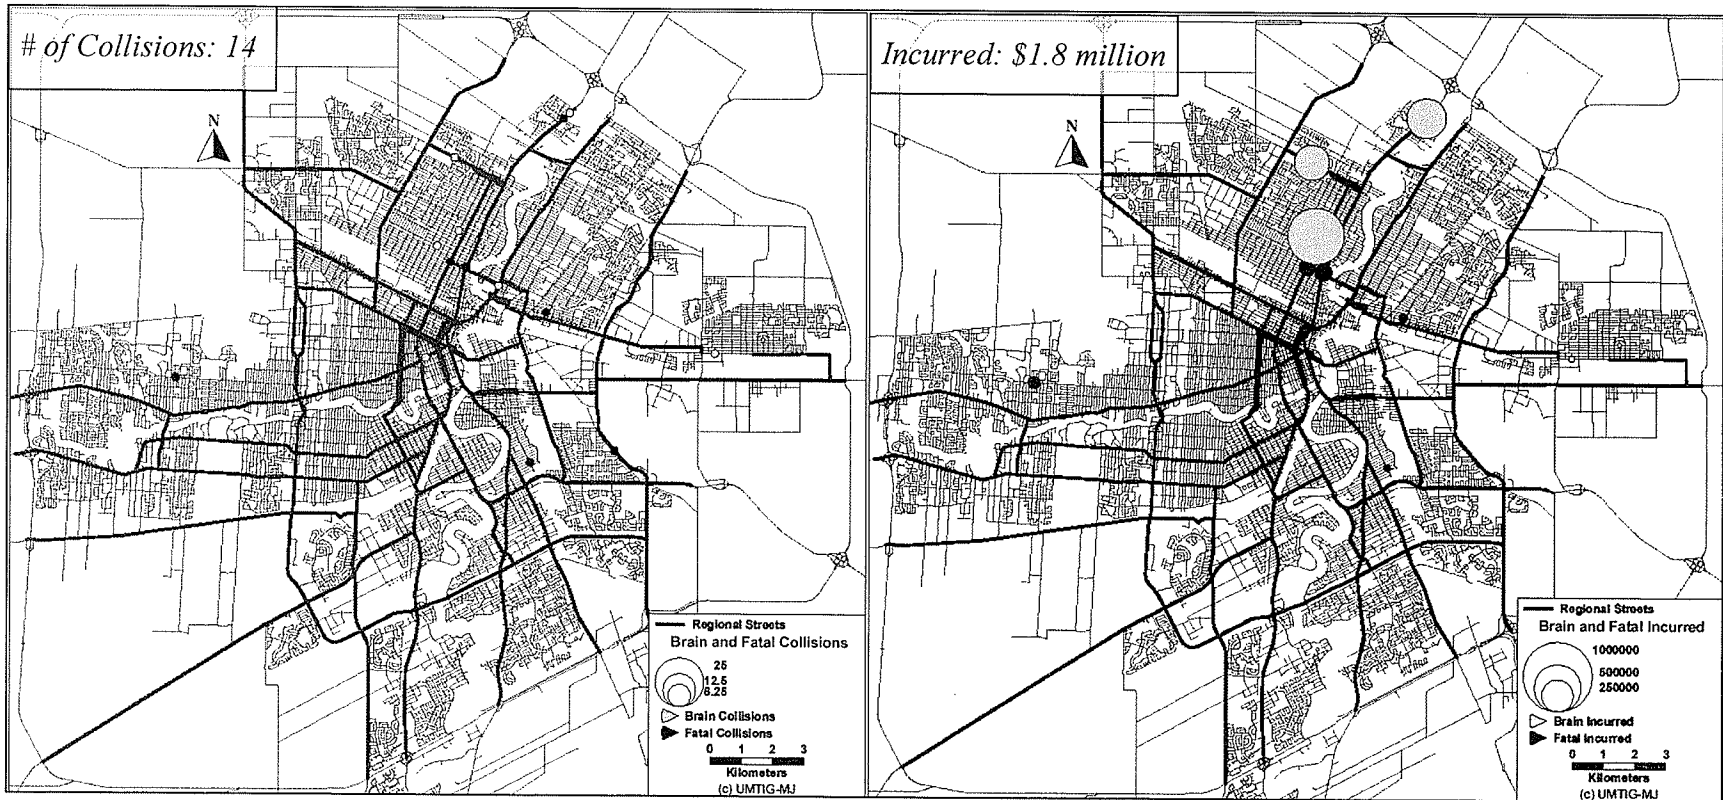 # of Collisions: 14
N
Regional Streets
Brain and Fatal Collisions
25
12.5
6.25
Brain Collisions
Fatal Collisions
0 1 2 3
Kilometers
(c) UMTIG-MJ
Incurred: $1.8 million
N
Regional Streets
Brain and Fatal Incurred
1000000
500000
250000
Brain Incurred
Fatal Incurred
0 1 2 3
Kilometers
(c) UMTIG-MJ